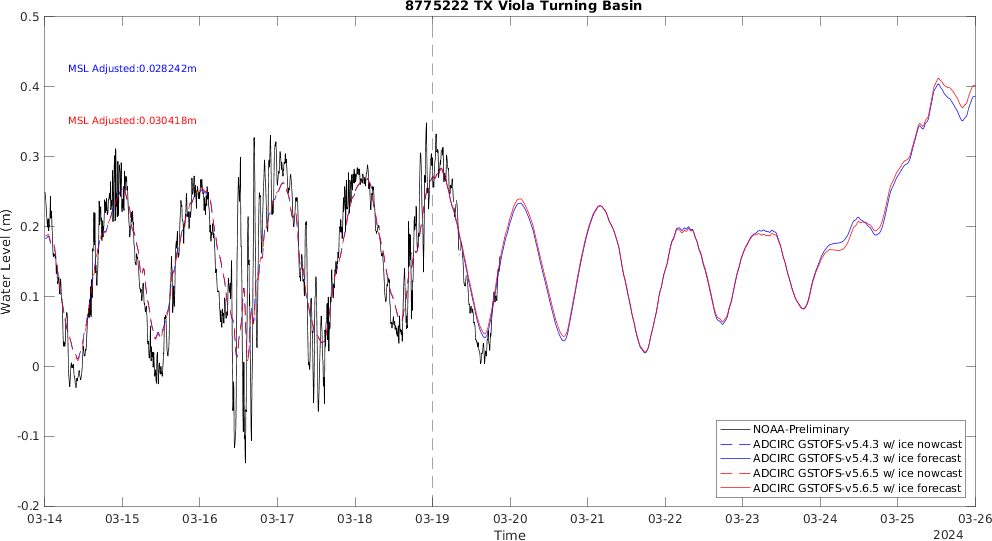 8775222 TX Viola Turning Basin
MSL Adjusted:0.028242m
MSL Adjusted:0.030418m
Water Level (m)
0.5
0.4
0.3
0.2
0.1
0
-0.1
-0.2
NOAA-Preliminary
ADCIRC GSTOFS-v5.4.3 w/ ice nowcast
ADCIRC GSTOFS-v5.4.3 w/ ice forecast
ADCIRC GSTOFS-v5.6.5 w/ ice nowcast
ADCIRC GSTOFS-v5.6.5 w/ ice forecast
03-14 03-15 03-16 03-17 03-18 03-19 03-20 03-21 03-22 03-23 03-24 03-25 03-26
Time
2024